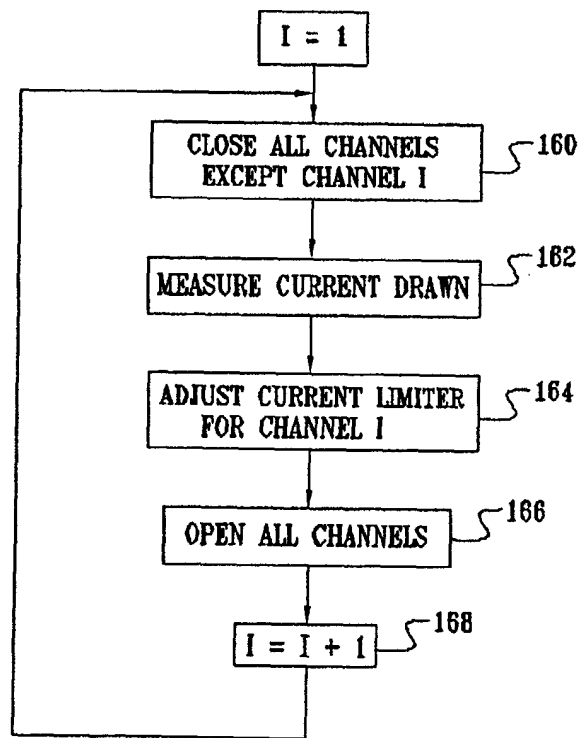 I = 1
CLOSE ALL CHANNELS
EXCEPT CHANNEL I
160
MEASURE CURRENT DRAWN
162
ADJUST CURRENT LIMITER
FOR CHANNEL I
164
OPEN ALL CHANNELS
166
I = I + 1
168